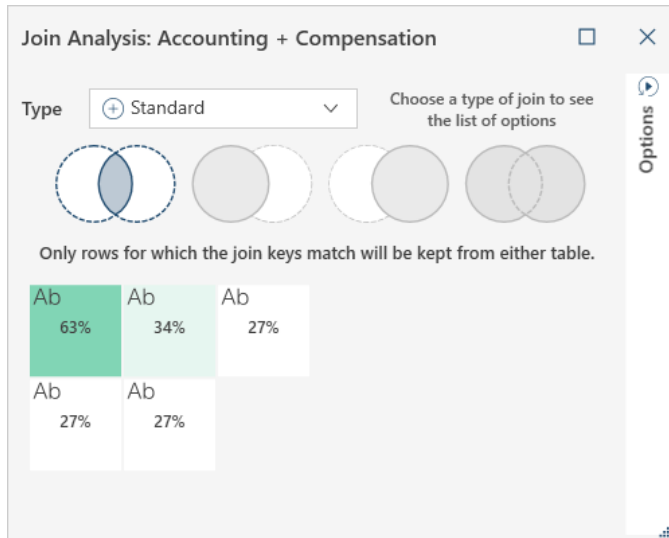 Join Analysis: Accounting + Compensation
Type
Standard
Choose a type of join to see
the list of options
Options
Only rows for which the join keys match will be kept from either table.
Ab
63%
Ab
34%
Ab
27%
Ab
27%
Ab
27%